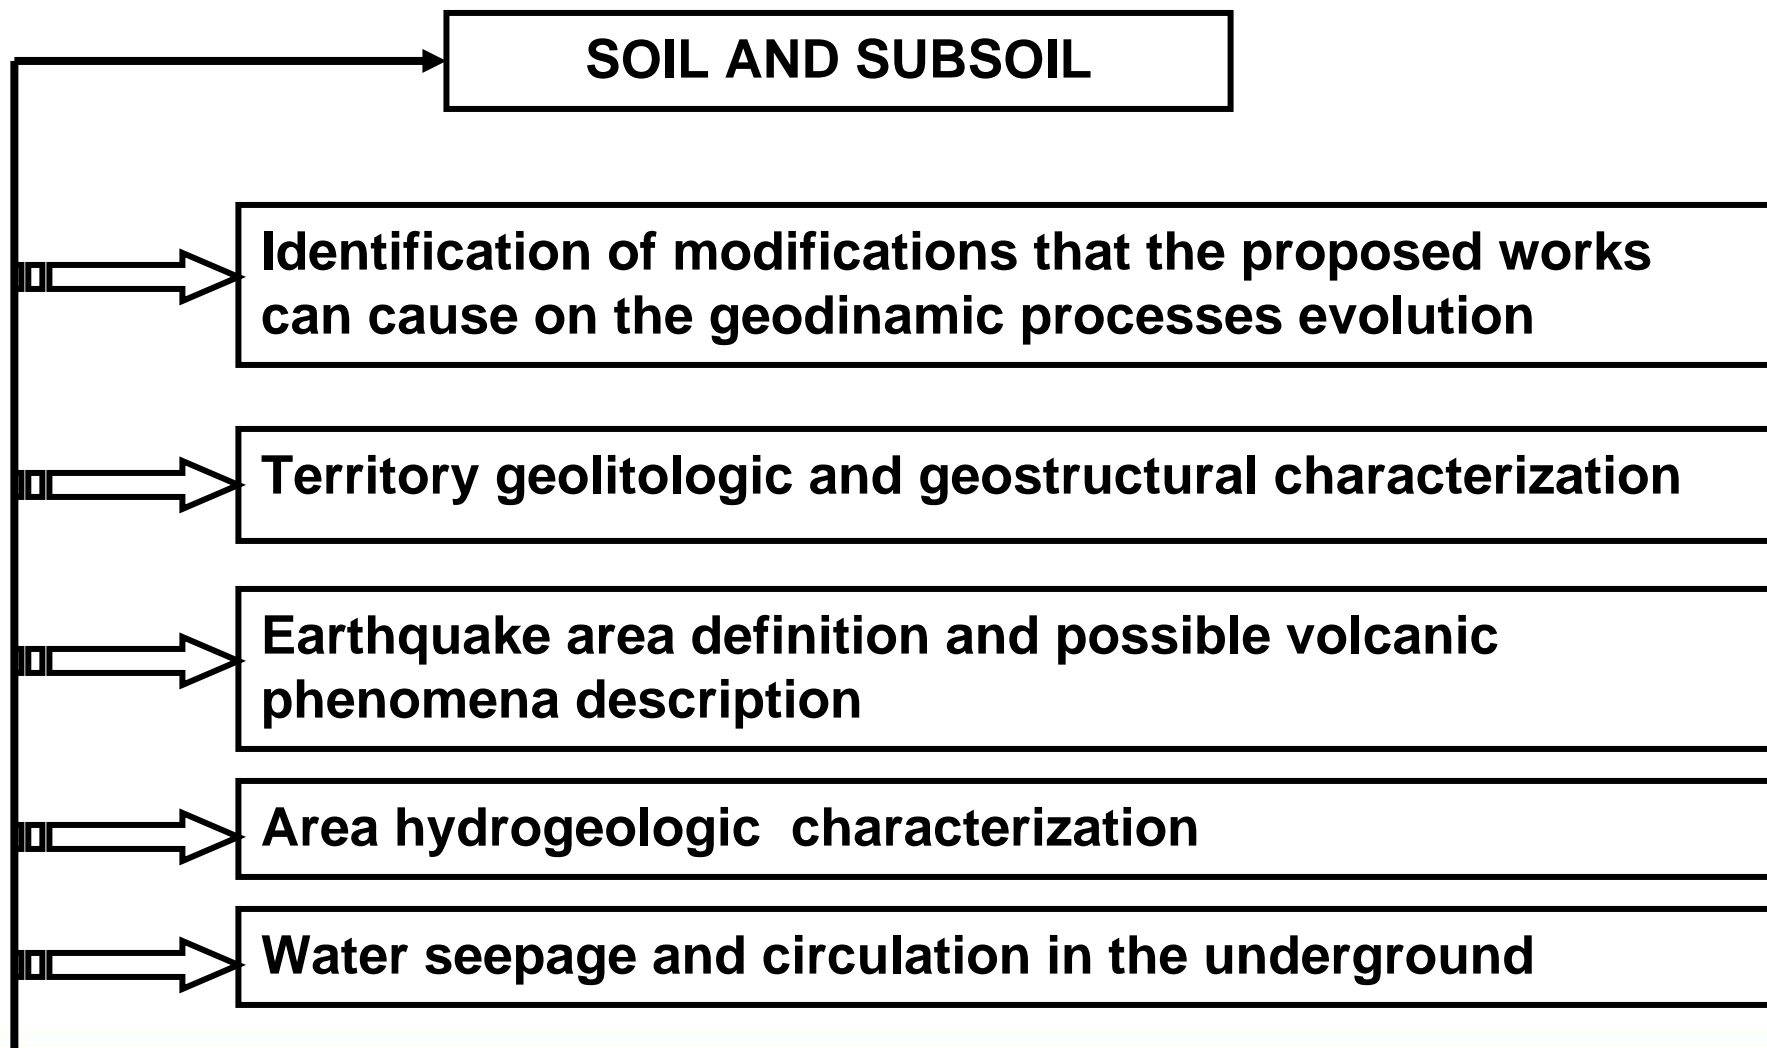 SOIL AND SUBSOIL
Identification of modifications that the proposed works
can cause on the geodinamic processes evolution
Territory geolitologic and geostructural characterization
Earthquake area definition and possible volcanic
phenomena description
Area hydrogeologic  characterization
Water seepage and circulation in the underground